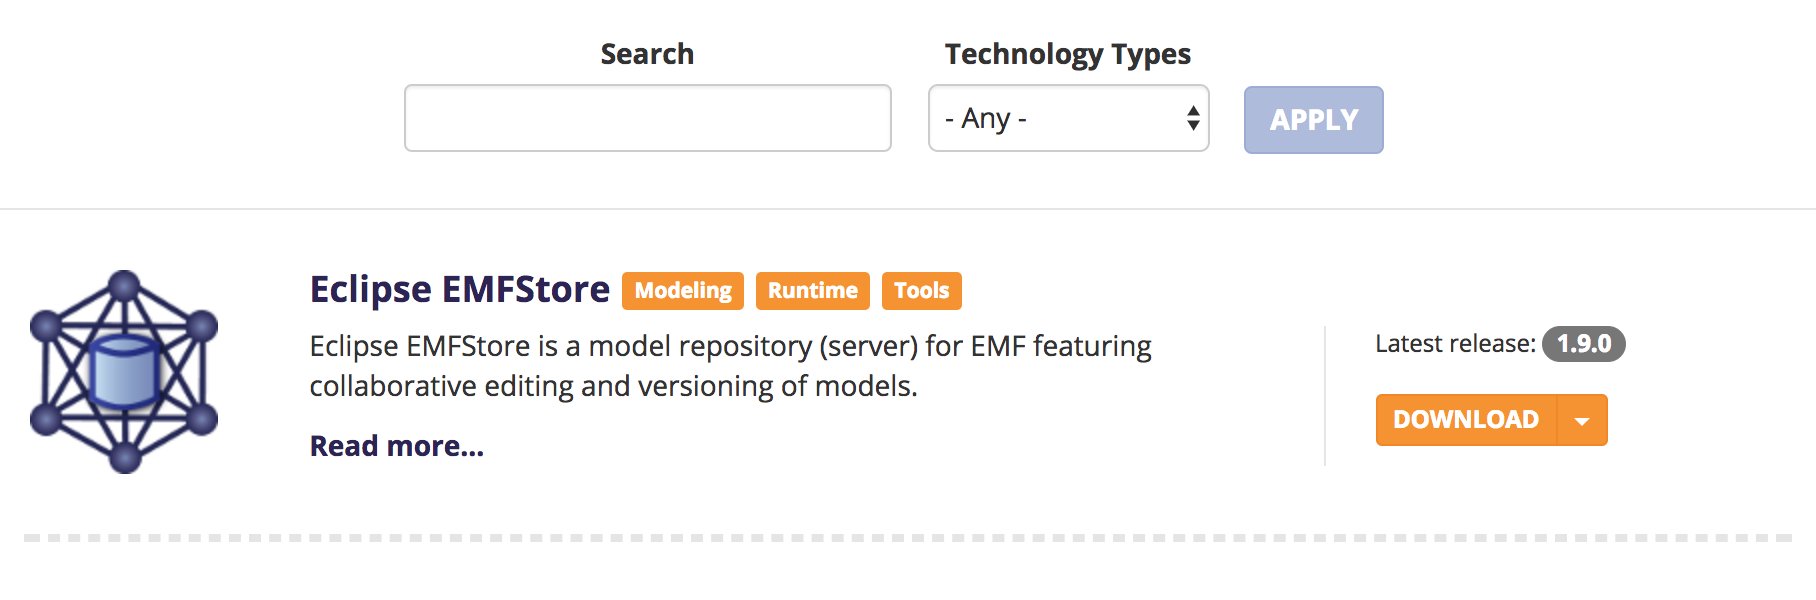 Search
Technology Types
- Any -
APPLY
Eclipse EMFStore Modeling Runtime Tools
Eclipse EMFStore is a model repository (server) for EMF featuring
collaborative editing and versioning of models.
Read more...
Latest release: 1.9.0
DOWNLOAD